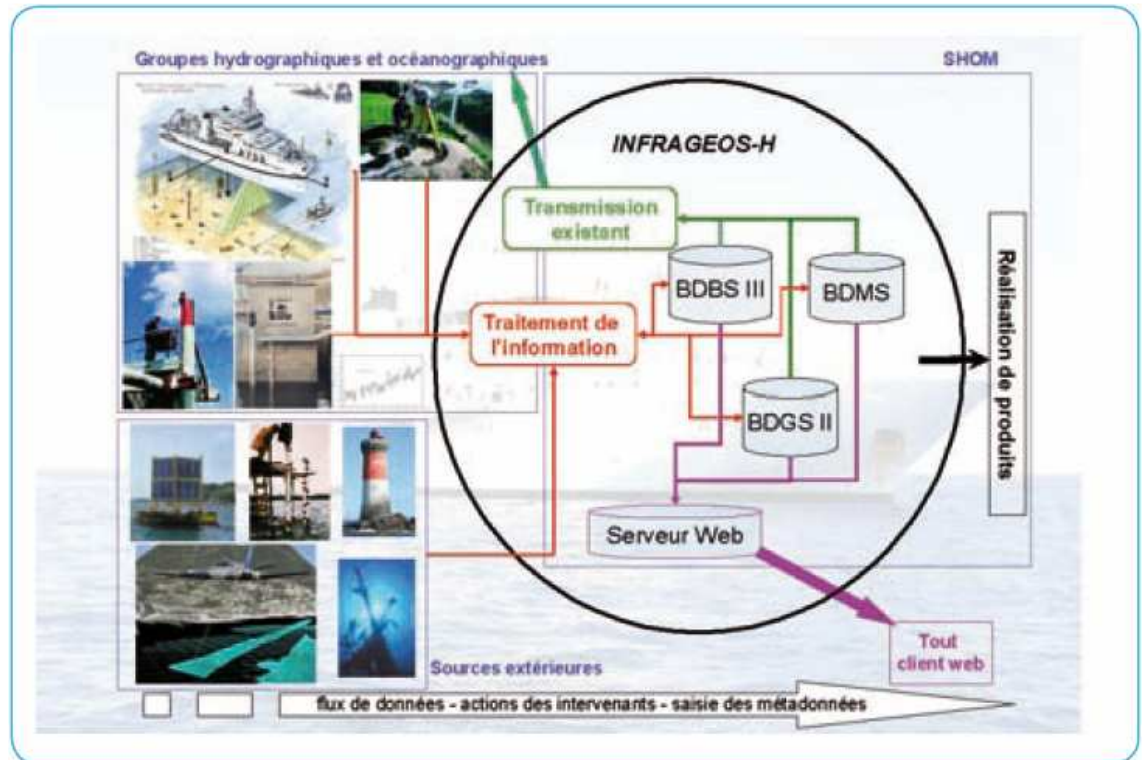 Groupes hydrographiques et océanographiques
SHOM
INFRAGEOS-H
Transmission
existant
BDBS III
BDMS
Traitement de
l'information
BDGS II
Réalisation de produits
Serveur Web
Tout
client web
Sources extérieures
flux de données - actions des intervenants - saisie des métadonnées